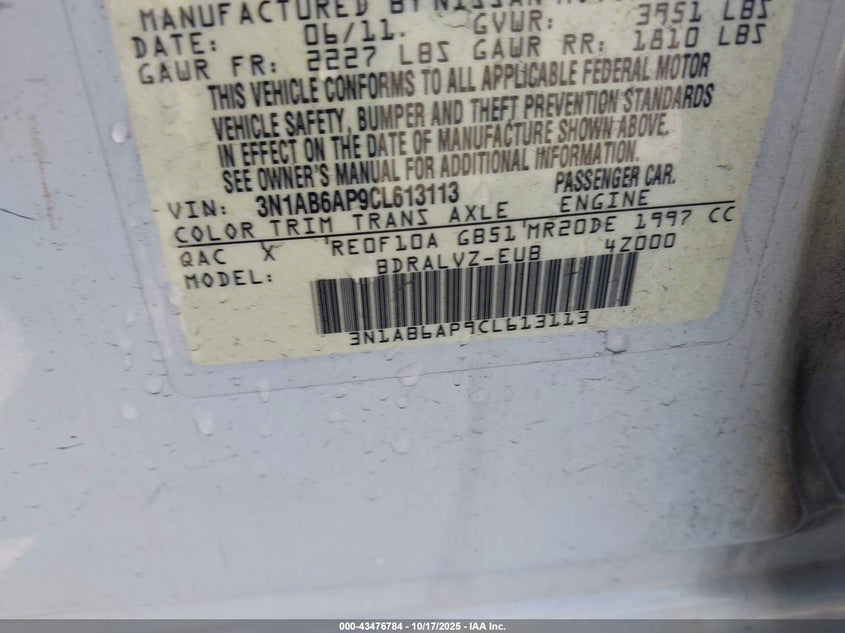 MANUFACTURED BY NISSAN
DATE: 06/11. GVWR: 3951 LBS
GAWR FR: 2227 LBS GAWR RR: 1810 LBS
THIS VEHICLE CONFORMS TO ALL APPLICABLE FEDERAL MOTOR
VEHICLE SAFETY, BUMPER AND THEFT PREVENTION STANDARDS
IN EFFECT ON THE DATE OF MANUFACTURE SHOWN ABOVE.
SEE OWNER'S MANUAL FOR ADDITIONAL INFORMATION.
VIN: 3N1AB6AP9CL613113 PASSENGER CAR.
COLOR TRIM TRANS AXLE ENGINE
QAC X RE0F10A GB51 MR20DE 1997 CC
MODEL: BDRALVZ-EUB 4Z000
3N1AB6AP9CL613113
000-43476784 | 10/17/2025 - IAA Inc.